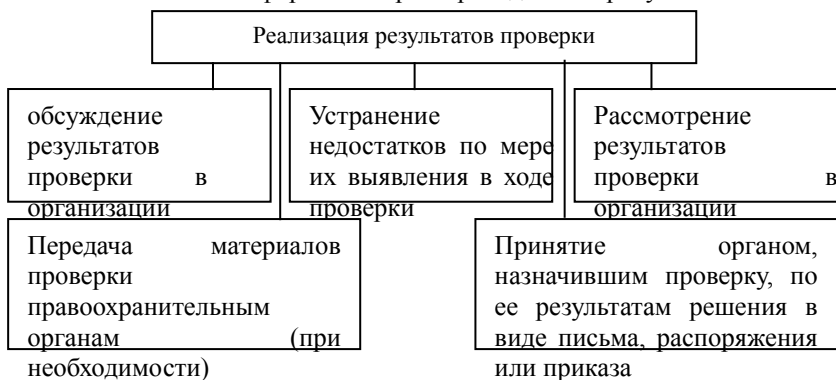 Реализация результатов проверки
обсуждение
результатов
проверки в
организации
Устранение
недостатков по мере
их выявления в ходе
проверки
Рассмотрение
результатов
проверки в
организации
Передача материалов
проверки
правоохранительным
органам (при
необходимости)
Принятие органом,
назначившим проверку, по
ее результатам решения в
виде письма, распоряжения
или приказа